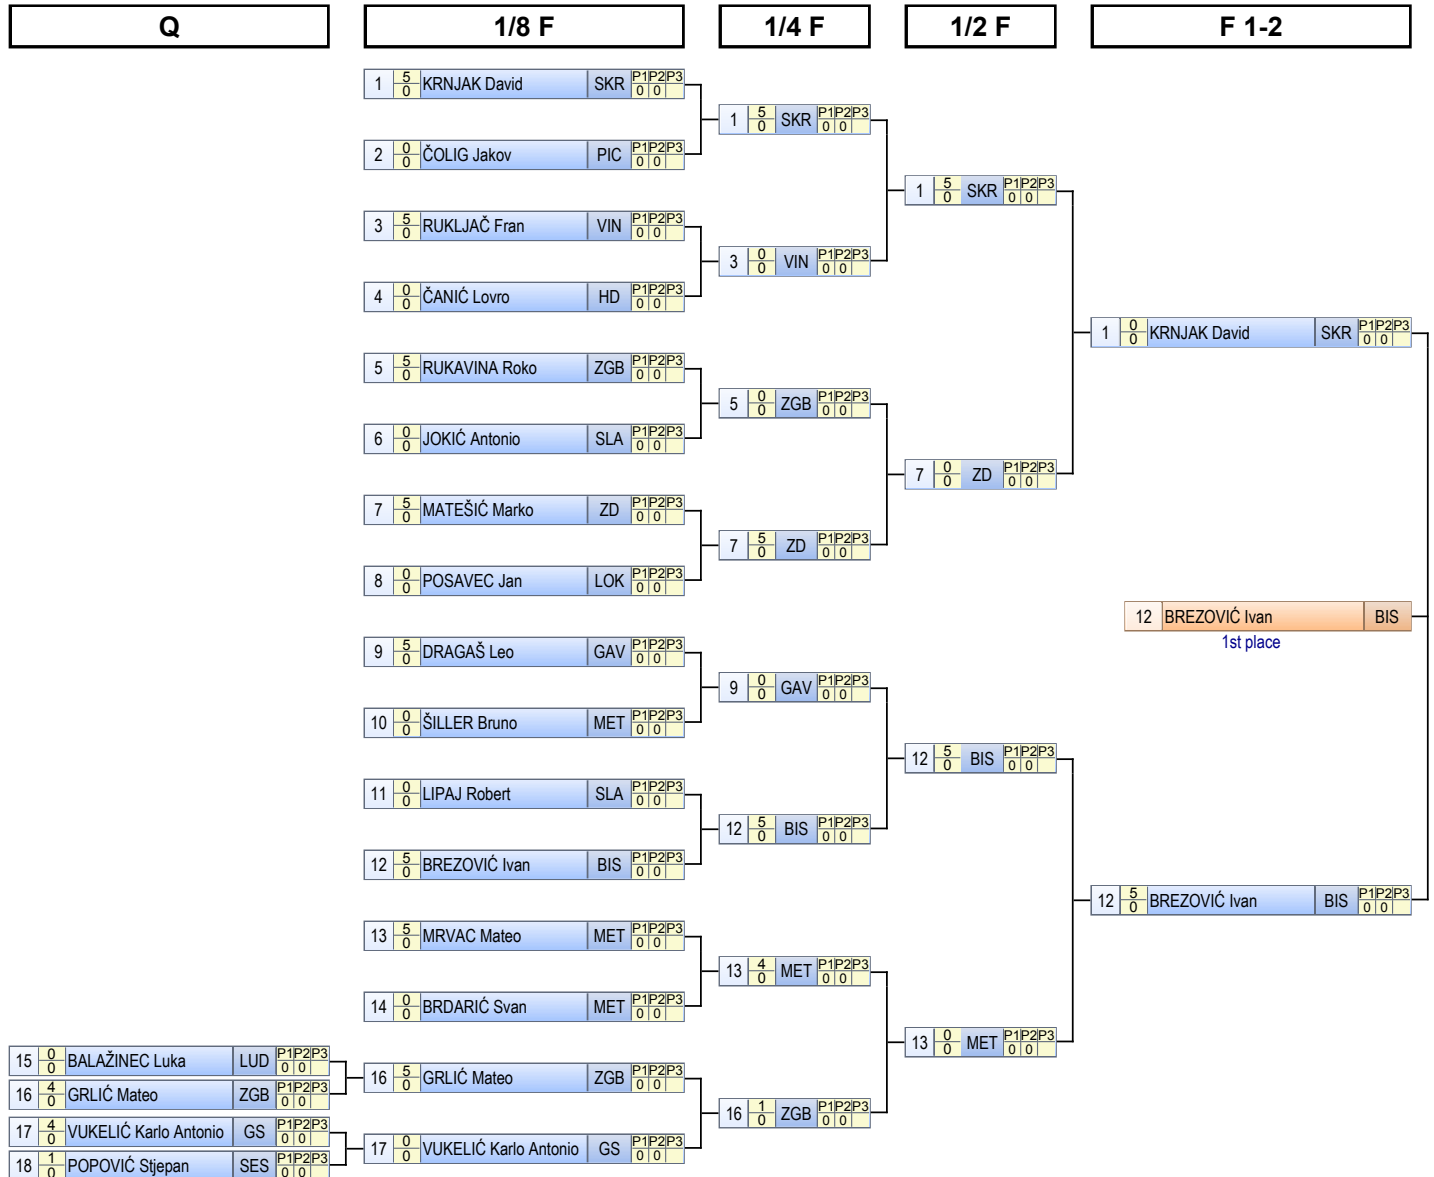 Q 1/8 F 1/4 F 1/2 F F 1-2
1 5 0 KRNJAK David SKR P1 P2 P3 0 0
1 5 0 SKR P1 P2 P3 0 0
2 0 0 ČOLIG Jakov PIC P1 P2 P3 0 0
1 5 0 SKR P1 P2 P3 0 0
3 5 0 RUKLJAČ Fran VIN P1 P2 P3 0 0
3 0 0 VIN P1 P2 P3 0 0
4 0 0 ČANIĆ Lovro HD P1 P2 P3 0 0
1 0 0 KRNJAK David SKR P1 P2 P3 0 0
5 5 0 RUKAVINA Roko ZGB P1 P2 P3 0 0
5 0 0 ZGB P1 P2 P3 0 0
6 0 0 JOKIĆ Antonio SLA P1 P2 P3 0 0
7 0 0 ZD P1 P2 P3 0 0
7 5 0 MATEŠIĆ Marko ZD P1 P2 P3 0 0
7 5 0 ZD P1 P2 P3 0 0
8 0 0 POSAVEC Jan LOK P1 P2 P3 0 0
12 BREZOVIĆ Ivan BIS
1st place
9 5 0 DRAGAŠ Leo GAV P1 P2 P3 0 0
9 0 0 GAV P1 P2 P3 0 0
10 0 0 ŠILLER Bruno MET P1 P2 P3 0 0
12 5 0 BIS P1 P2 P3 0 0
11 0 0 LIPAJ Robert SLA P1 P2 P3 0 0
12 5 0 BIS P1 P2 P3 0 0
12 5 0 BREZOVIĆ Ivan BIS P1 P2 P3 0 0
12 5 0 BREZOVIĆ Ivan BIS P1 P2 P3 0 0
13 5 0 MRVAC Mateo MET P1 P2 P3 0 0
13 4 0 MET P1 P2 P3 0 0
14 0 0 BRDARIĆ Svan MET P1 P2 P3 0 0
13 0 0 MET P1 P2 P3 0 0
15 0 0 BALAŽINEC Luka LUD P1 P2 P3 0 0
16 5 0 GRLIĆ Mateo ZGB P1 P2 P3 0 0
16 4 0 GRLIĆ Mateo ZGB P1 P2 P3 0 0
16 1 0 ZGB P1 P2 P3 0 0
17 4 0 VUKELIĆ Karlo Antonio GS P1 P2 P3 0 0
17 0 0 VUKELIĆ Karlo Antonio GS P1 P2 P3 0 0
18 1 0 POPOVIĆ Stjepan SES P1 P2 P3 0 0